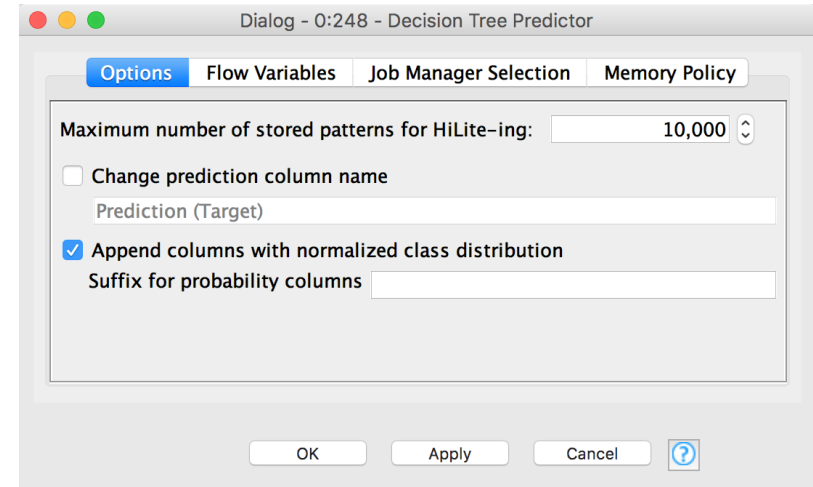 Dialog - 0:248 - Decision Tree Predictor
Options Flow Variables Job Manager Selection Memory Policy
Maximum number of stored patterns for HiLite-ing: 10,000
Change prediction column name
Prediction (Target)
Append columns with normalized class distribution
Suffix for probability columns
OK Apply Cancel ?